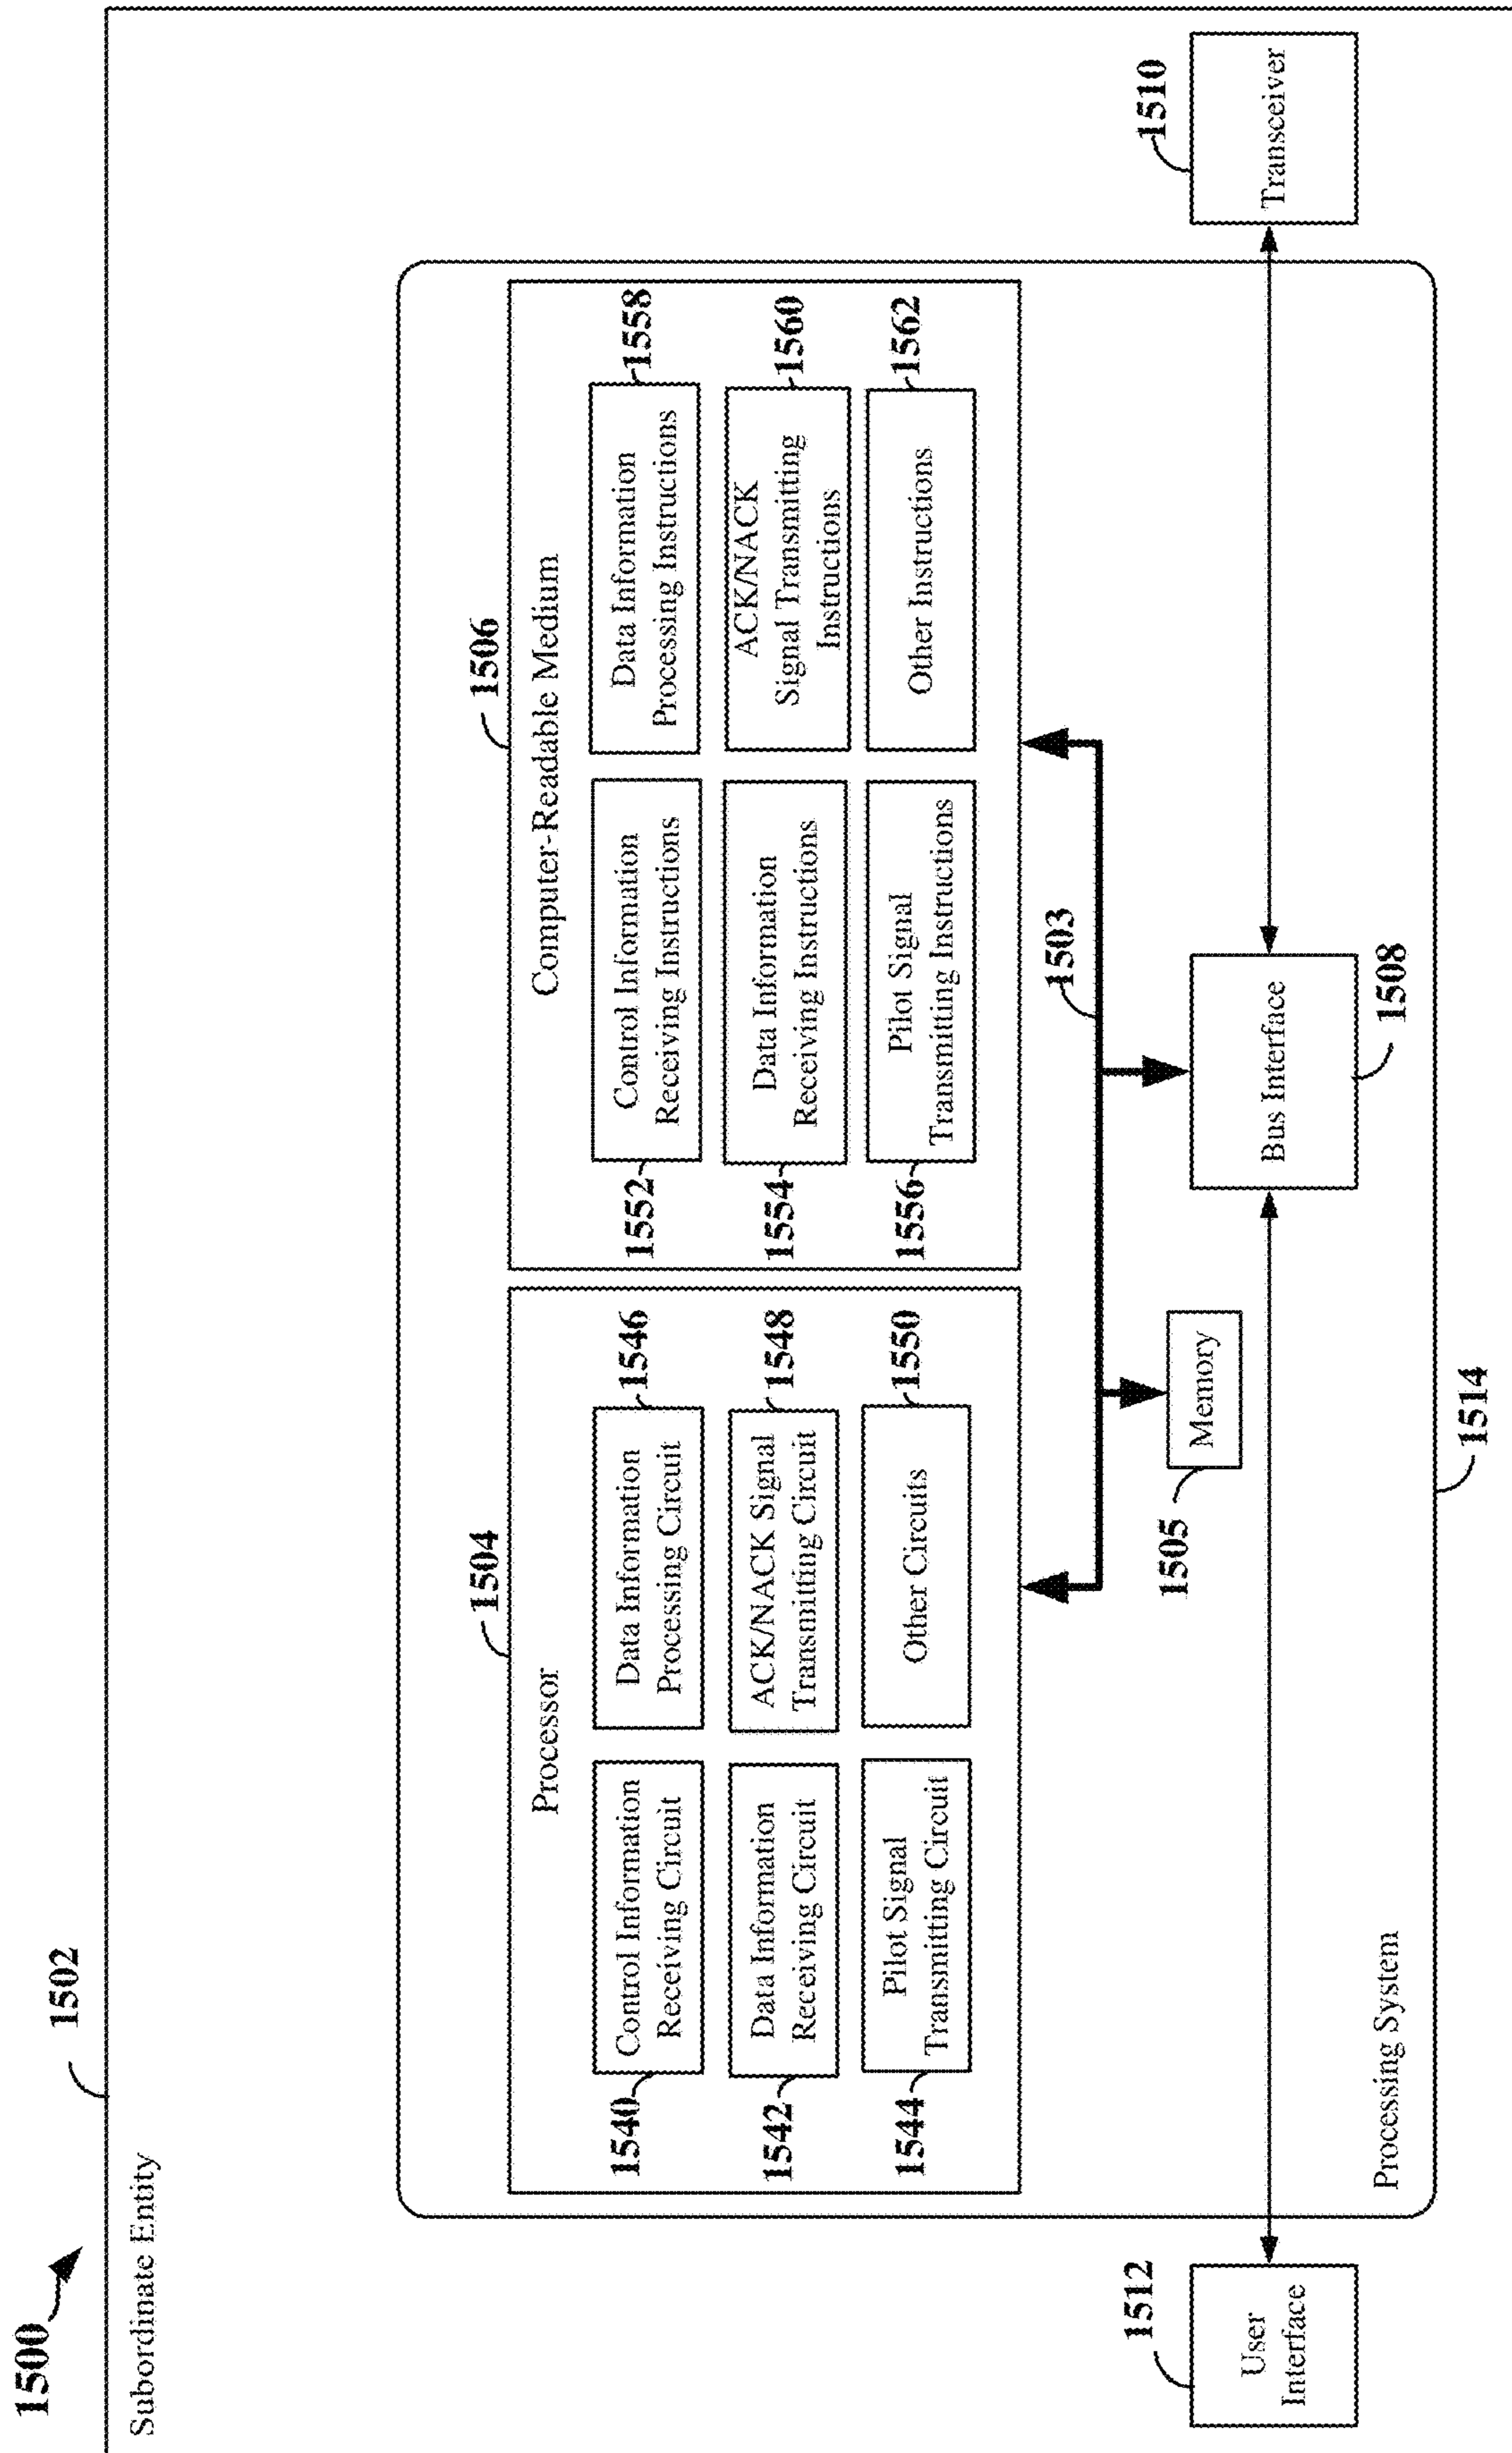 1500
1502
Subordinate Entity
1504
1506
Processor
Computer-Readable Medium
Control Information
Receiving Circuit
1540
Data Information
Processing Circuit
1546
Control Information
Receiving Instructions
1552
Data Information
Processing Instructions
1558
Data Information
Receiving Circuit
1542
ACK/NACK Signal
Transmitting Circuit
1548
Data Information
Receiving Instructions
1554
ACK/NACK
Signal Transmitting
Instructions
1560
Pilot Signal
Transmitting Circuit
1544
Other Circuits
1550
Pilot Signal
Transmitting Instructions
1556
Other Instructions
1562
1503
1512
User
Interface
1505
Memory
Bus Interface
1508
1510
Transceiver
Processing System
1514